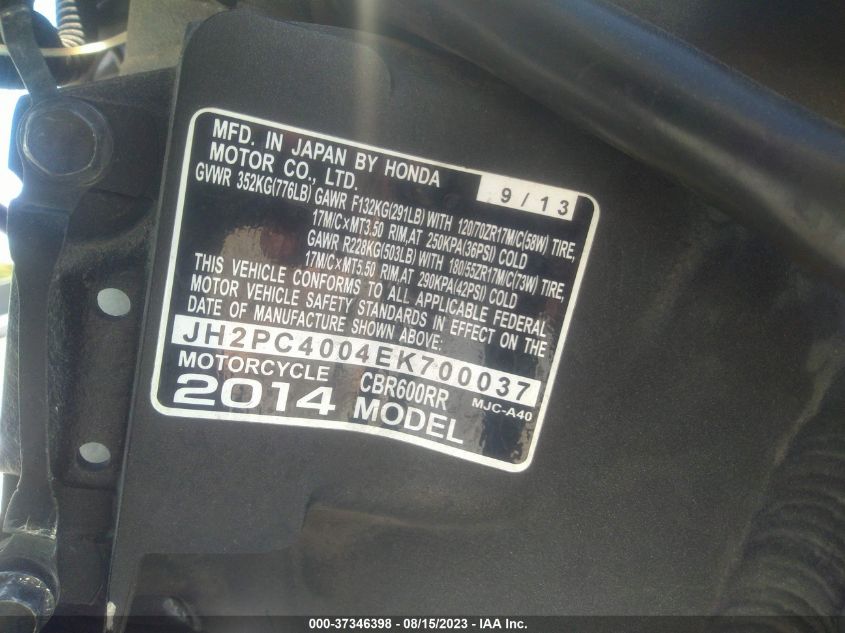 MFD. IN JAPAN BY HONDA
MOTOR CO., LTD.
9 / 13
GVWR 352KG(776LB) GAWR F132KG(291LB) WITH 120/70ZR17M/C(58W) TIRE,
17M/C×MT3.50 RIM,AT 250KPA(36PSI) COLD
GAWR R228KG(503LB) WITH 180/55ZR17M/C(73W) TIRE,
17M/C×MT5.50 RIM,AT 290KPA(42PSI) COLD
THIS VEHICLE CONFORMS TO ALL APPLICABLE FEDERAL
MOTOR VEHICLE SAFETY STANDARDS IN EFFECT ON THE
DATE OF MANUFACTURE SHOWN ABOVE:
JH2PC4004EK700037
MOTORCYCLE CBR600RR MJC-A40
2014 MODEL
000-37346398 - 08/15/2023 - IAA Inc.